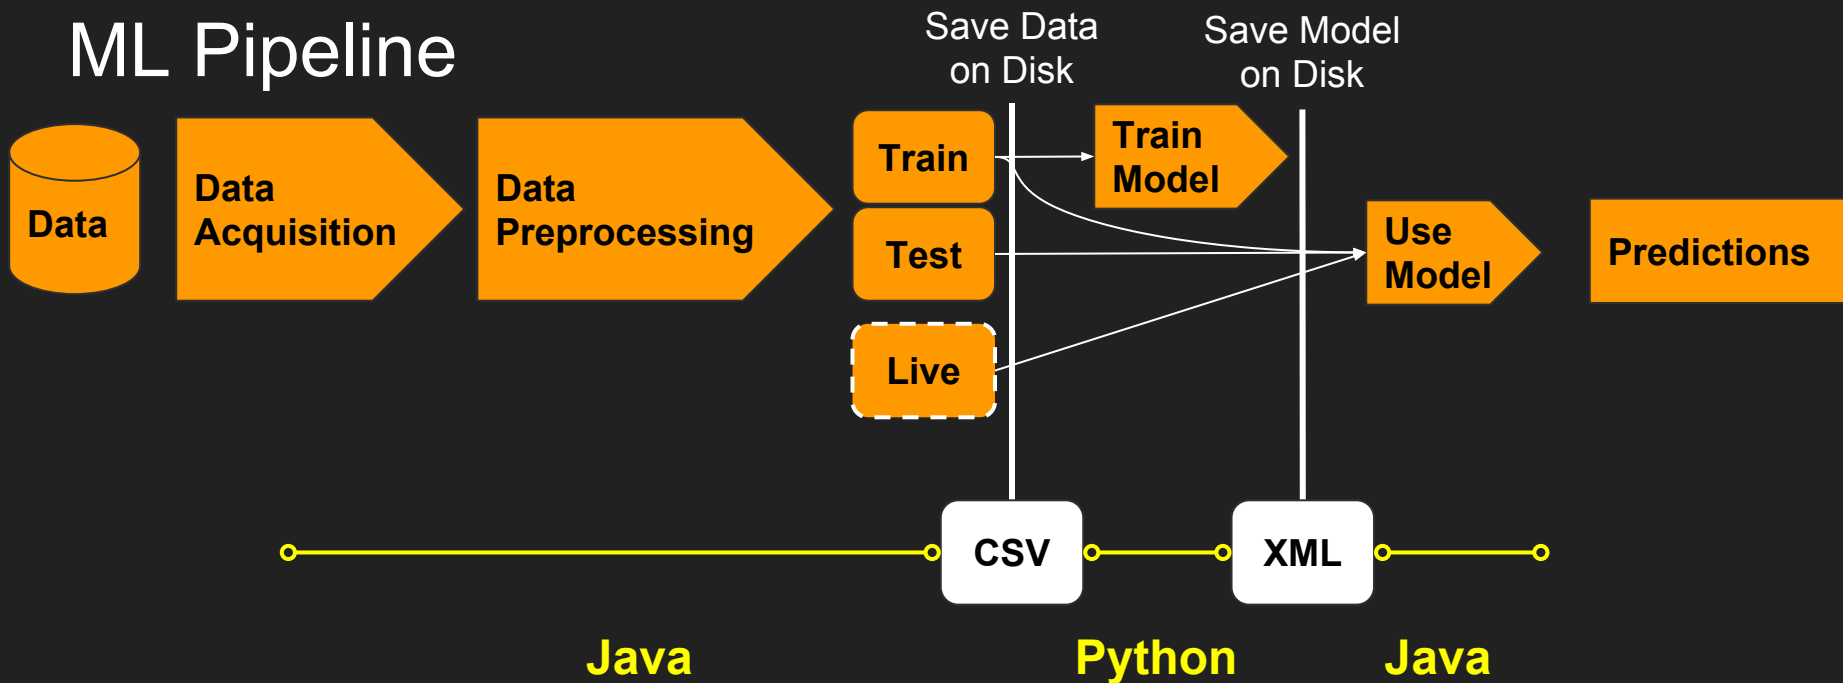 ML Pipeline
Save Data
on Disk
Save Model
on Disk
Data
Data
Acquisition
Data
Preprocessing
Train
Test
Live
Train
Model
Use
Model
Predictions
CSV
XML
Java
Python
Java